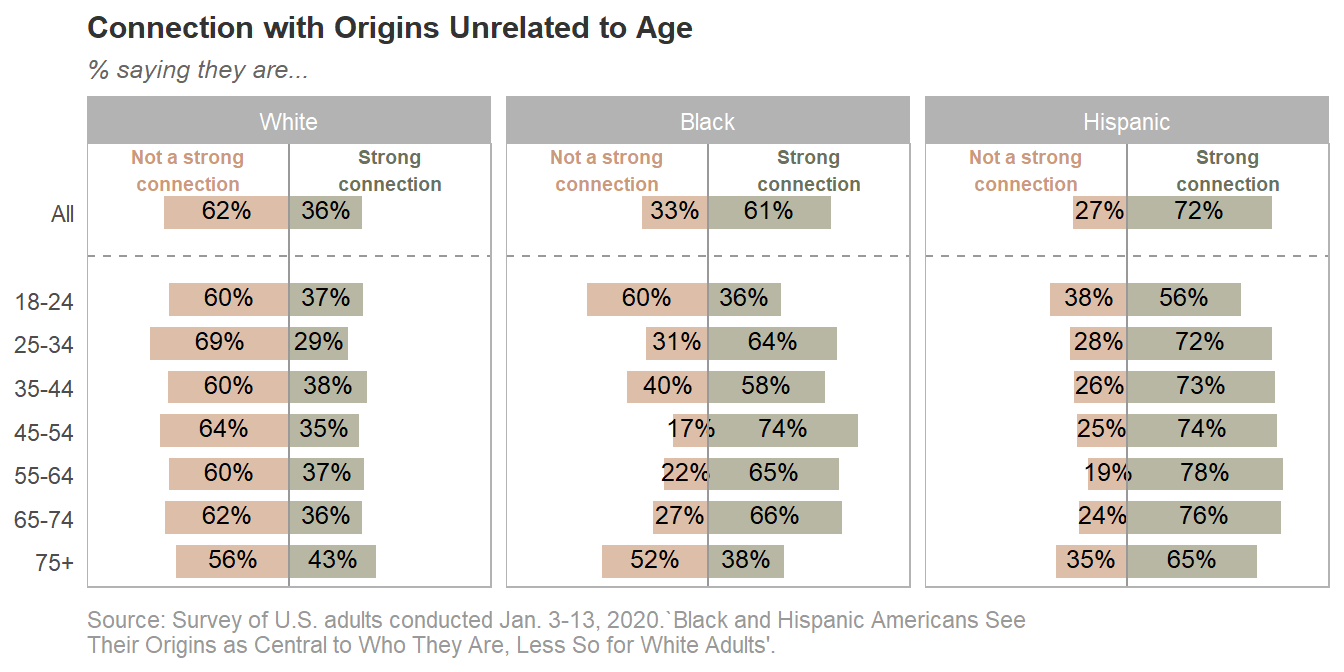 Connection with Origins Unrelated to Age
% saying they are...
White Black Hispanic
Not a strong Strong Not a strong Strong Not a strong Strong
connection connection connection connection connection connection
All 62% 36% 33% 61% 27% 72%
18-24 60% 37% 60% 36% 38% 56%
25-34 69% 29% 31% 64% 28% 72%
35-44 60% 38% 40% 58% 26% 73%
45-54 64% 35% 17% 74% 25% 74%
55-64 60% 37% 22% 65% 19% 78%
65-74 62% 36% 27% 66% 24% 76%
75+ 56% 43% 52% 38% 35% 65%
Source: Survey of U.S. adults conducted Jan. 3-13, 2020.`Black and Hispanic Americans See
Their Origins as Central to Who They Are, Less So for White Adults'.